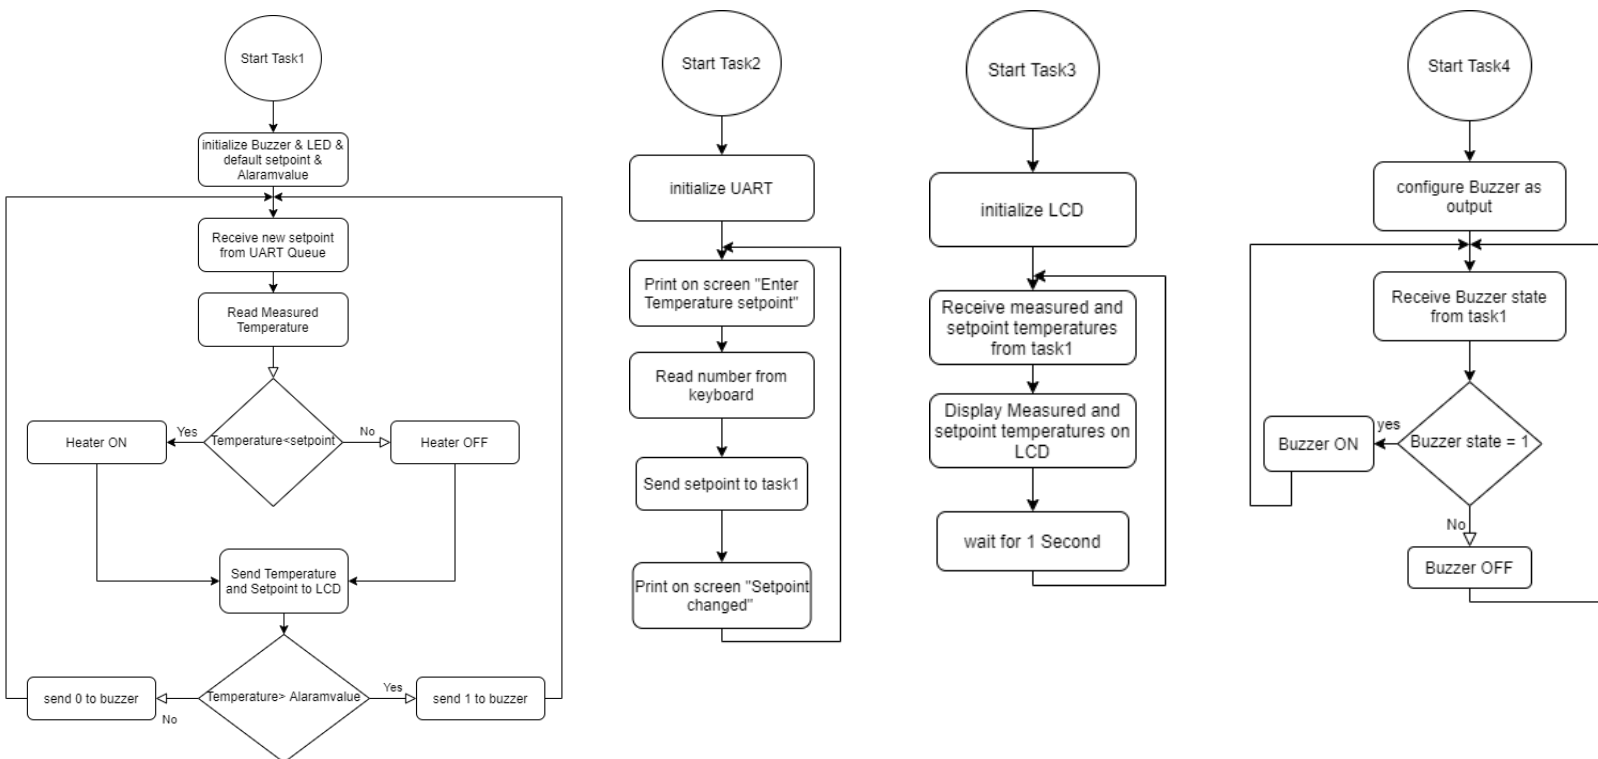 Start Task1
initialize Buzzer & LED &
default setpoint &
Alaramvalue
Receive new setpoint
from UART Queue
Read Measured
Temperature
Temperature<setpoint
Yes
No
Heater ON
Heater OFF
Send Temperature
and Setpoint to LCD
Temperature> Alaramvalue
No
Yes
send 0 to buzzer
send 1 to buzzer
Start Task2
initialize UART
Print on screen "Enter
Temperature setpoint"
Read number from
keyboard
Send setpoint to task1
Print on screen "Setpoint
changed"
Start Task3
initialize LCD
Receive measured and
setpoint temperatures
from task1
Display Measured and
setpoint temperatures on
LCD
wait for 1 Second
Start Task4
configure Buzzer as
output
Receive Buzzer state
from task1
Buzzer state = 1
yes
Buzzer ON
No
Buzzer OFF